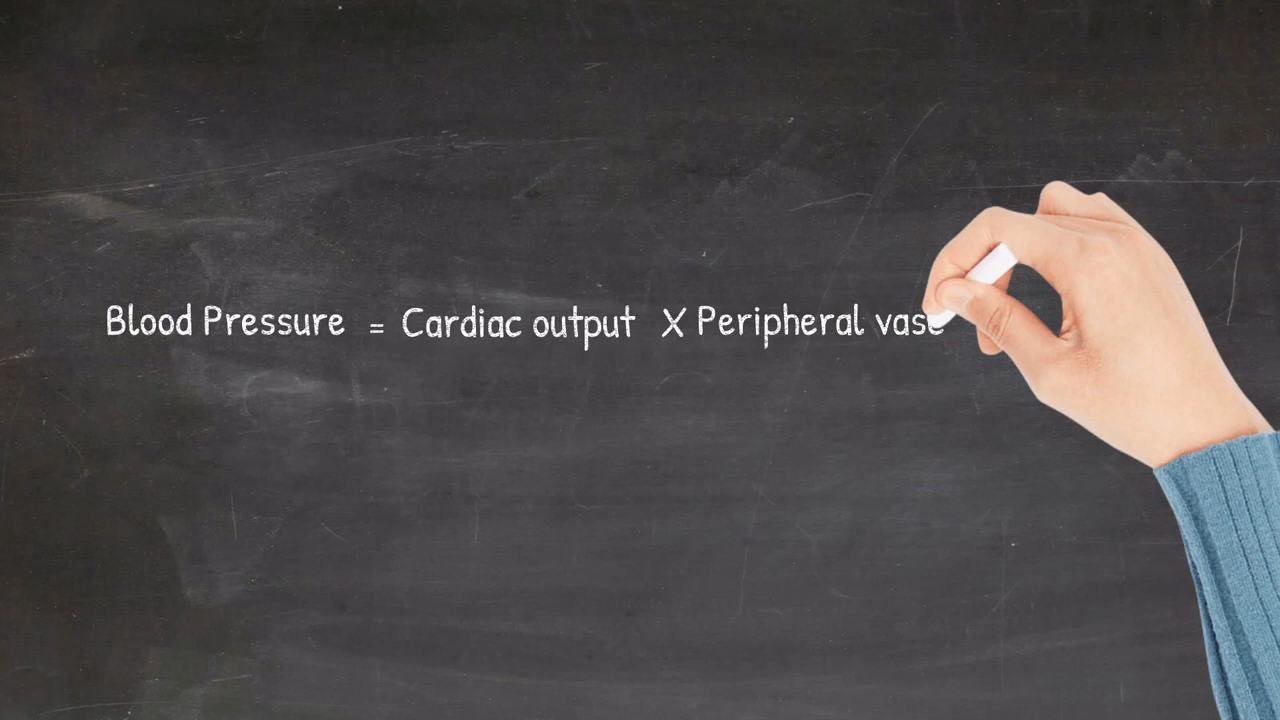 Blood Pressure = Cardiac output X Peripheral